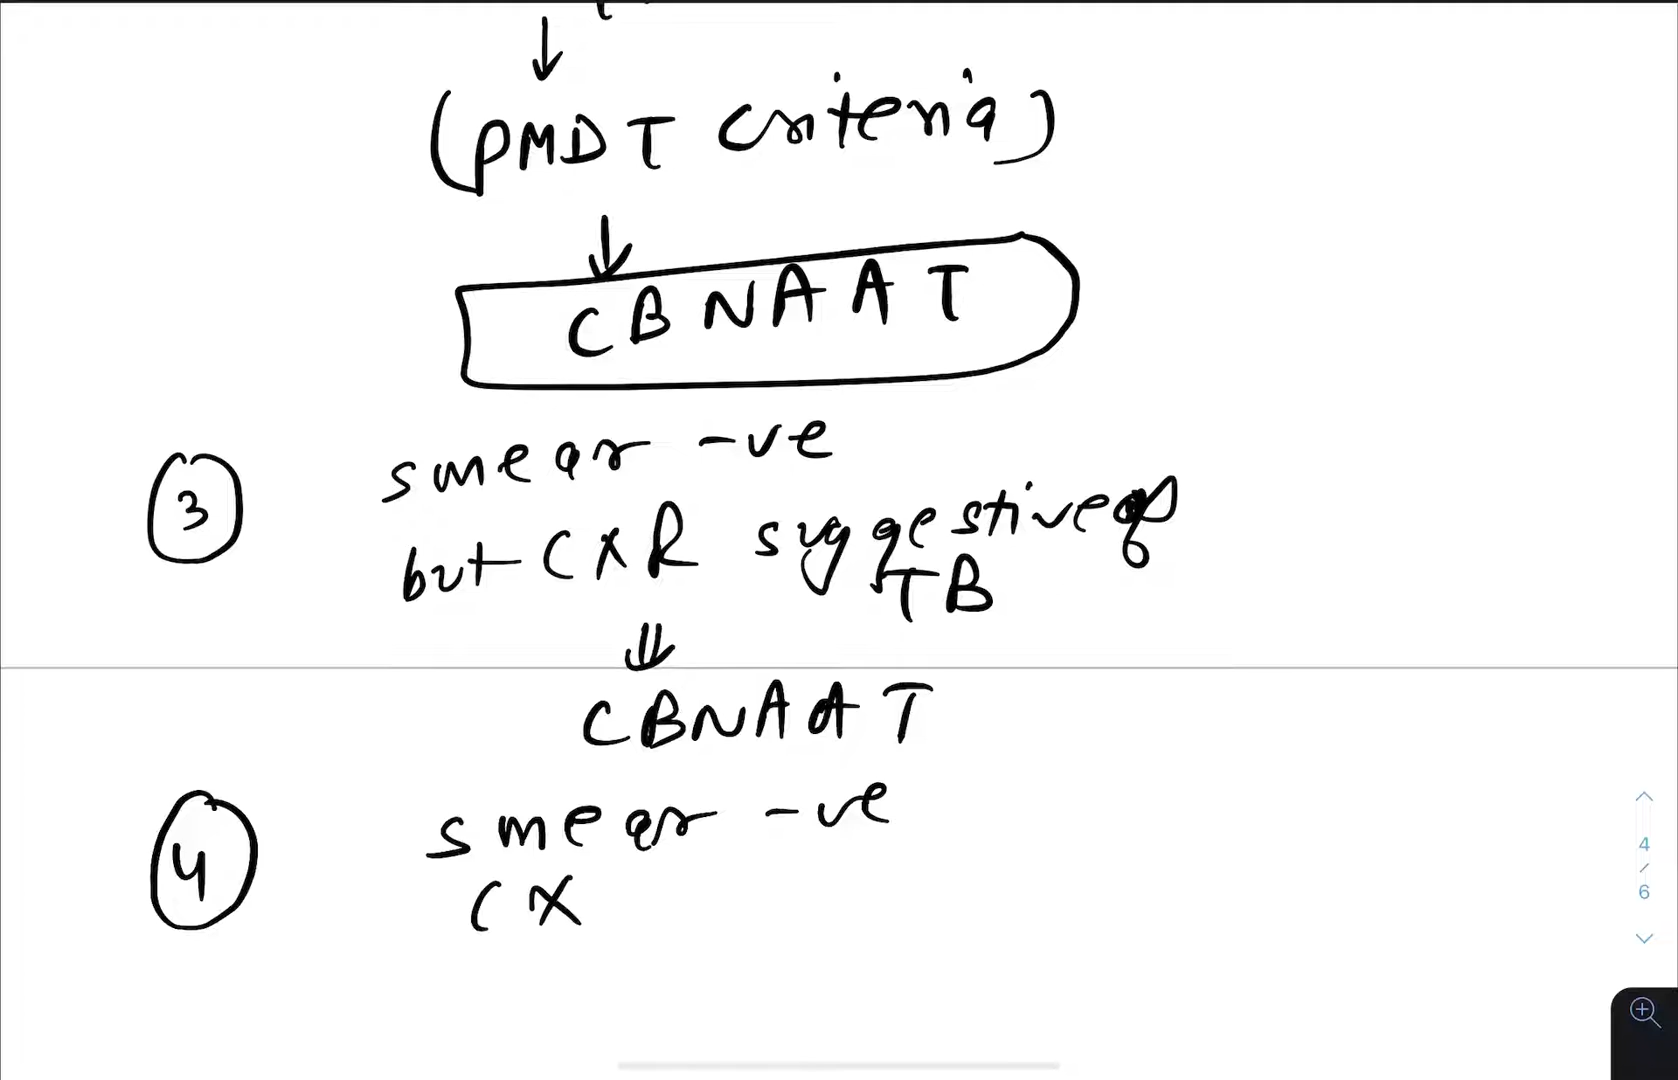 ↓
(PMDT criteria)
↓
CBNAAT
3 smear -ve
but CXR suggestive of
TB
⇓
CBNAAT
4 smear -ve
CX
4
/
6